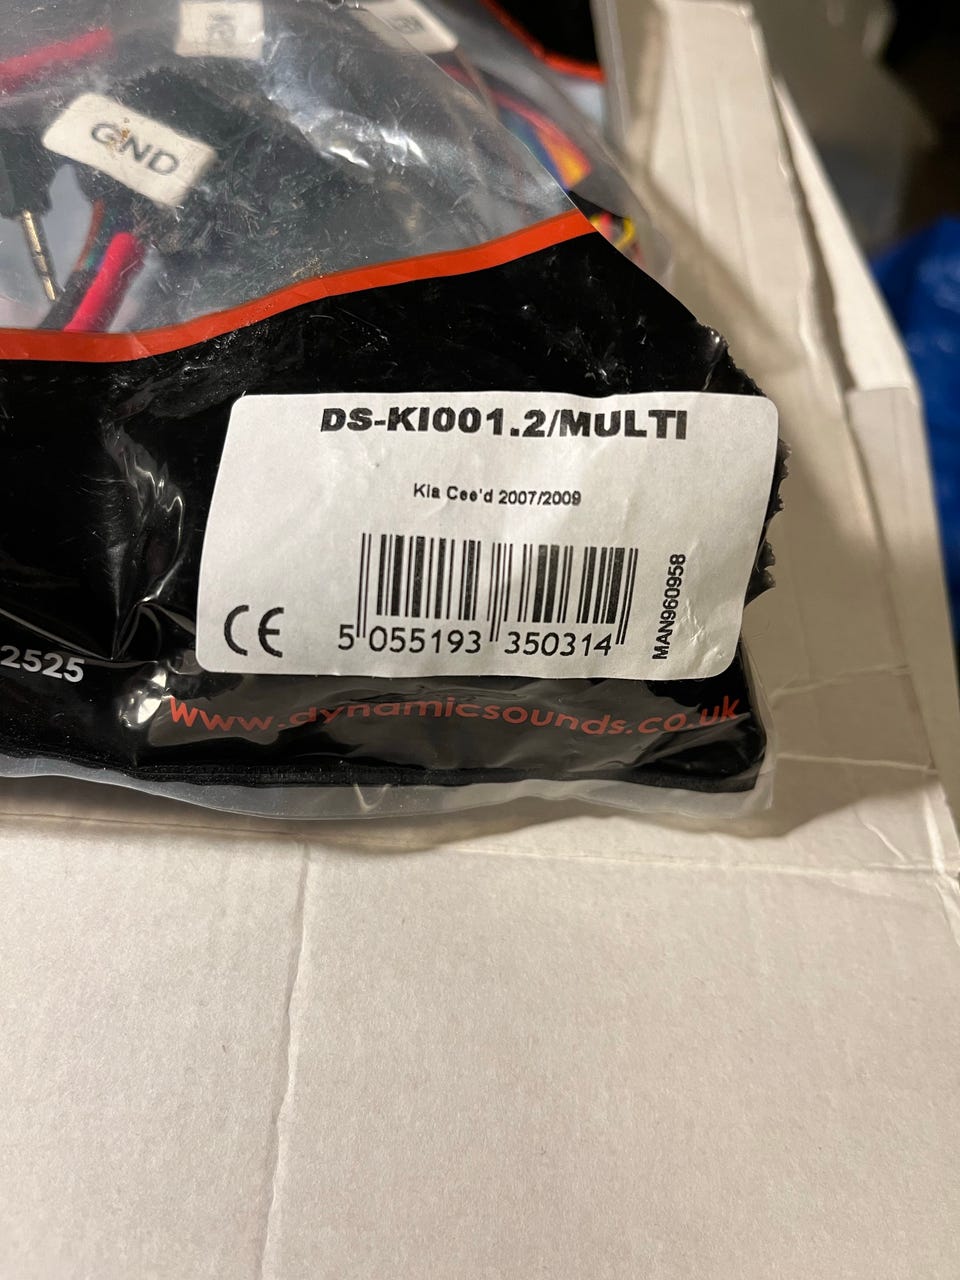 GND
DS-KI001.2/MULTI
Kia Cee'd 2007/2009
CE
5 055193 350314
MAN960958
2525
www.dynamicsounds.co.uk